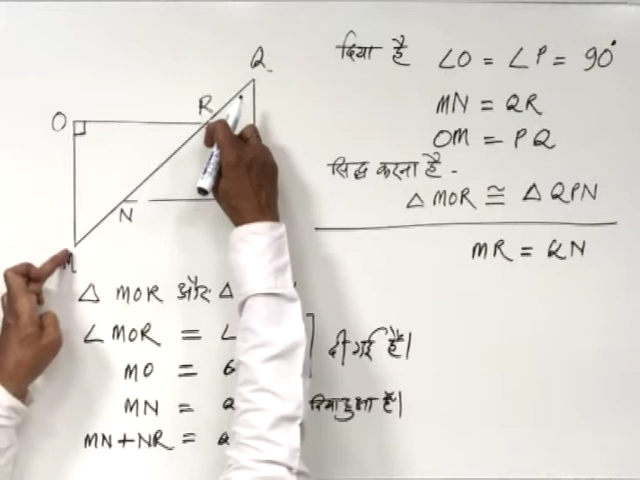 Q
दिया है ∠O = ∠P = 90°
R
O
MN = QR
OM = PQ
सिद्ध करना है -
△ MOR ≅ △ QPN
N
MR = QN
M
△ MOR और △
∠ MOR = ∠
दी गई है।
MO =
MN = Q
MN + NR = Q